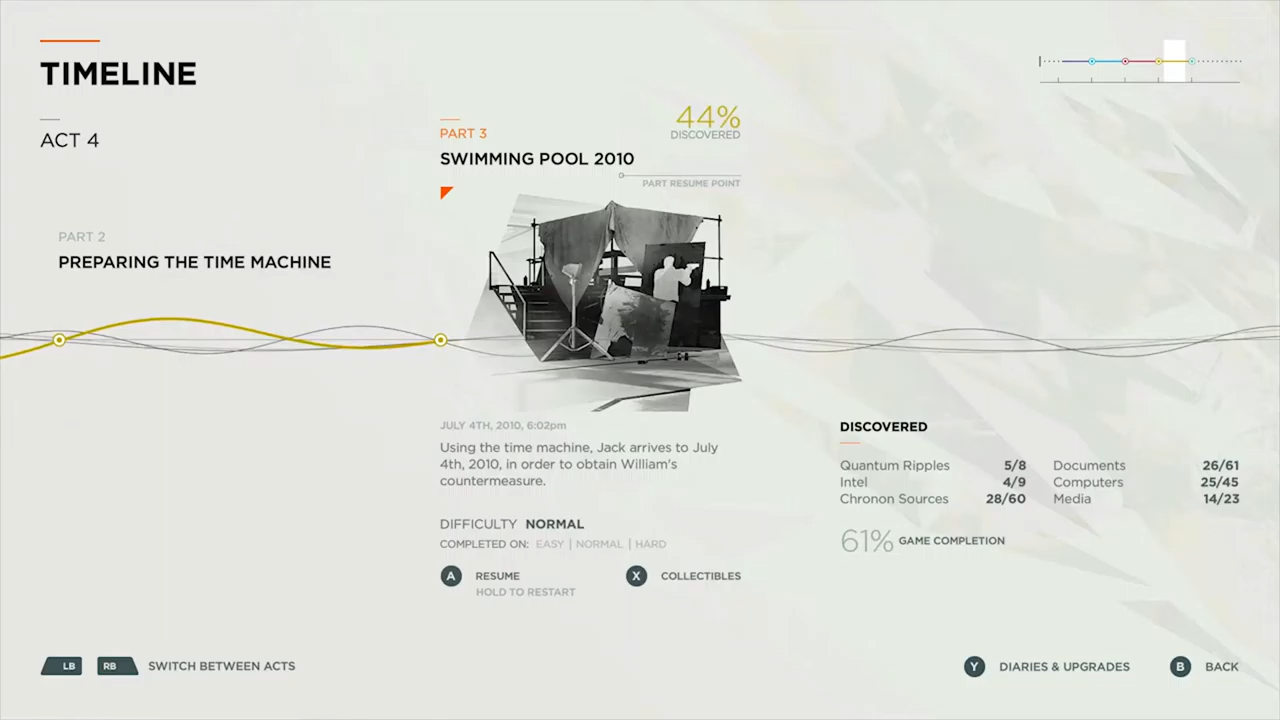 TIMELINE
ACT 4
PART 2
PREPARING THE TIME MACHINE
PART 3
44%
DISCOVERED
SWIMMING POOL 2010
PART RESUME POINT
JULY 4TH, 2010, 6:02pm
Using the time machine, Jack arrives to July
4th, 2010, in order to obtain William's
countermeasure.
DIFFICULTY NORMAL
COMPLETED ON: EASY | NORMAL | HARD
A RESUME
HOLD TO RESTART
X COLLECTIBLES
DISCOVERED
Quantum Ripples 5/8 Documents 26/61
Intel 4/9 Computers 25/45
Chronon Sources 28/60 Media 14/23
61% GAME COMPLETION
LB RB SWITCH BETWEEN ACTS
Y DIARIES & UPGRADES B BACK